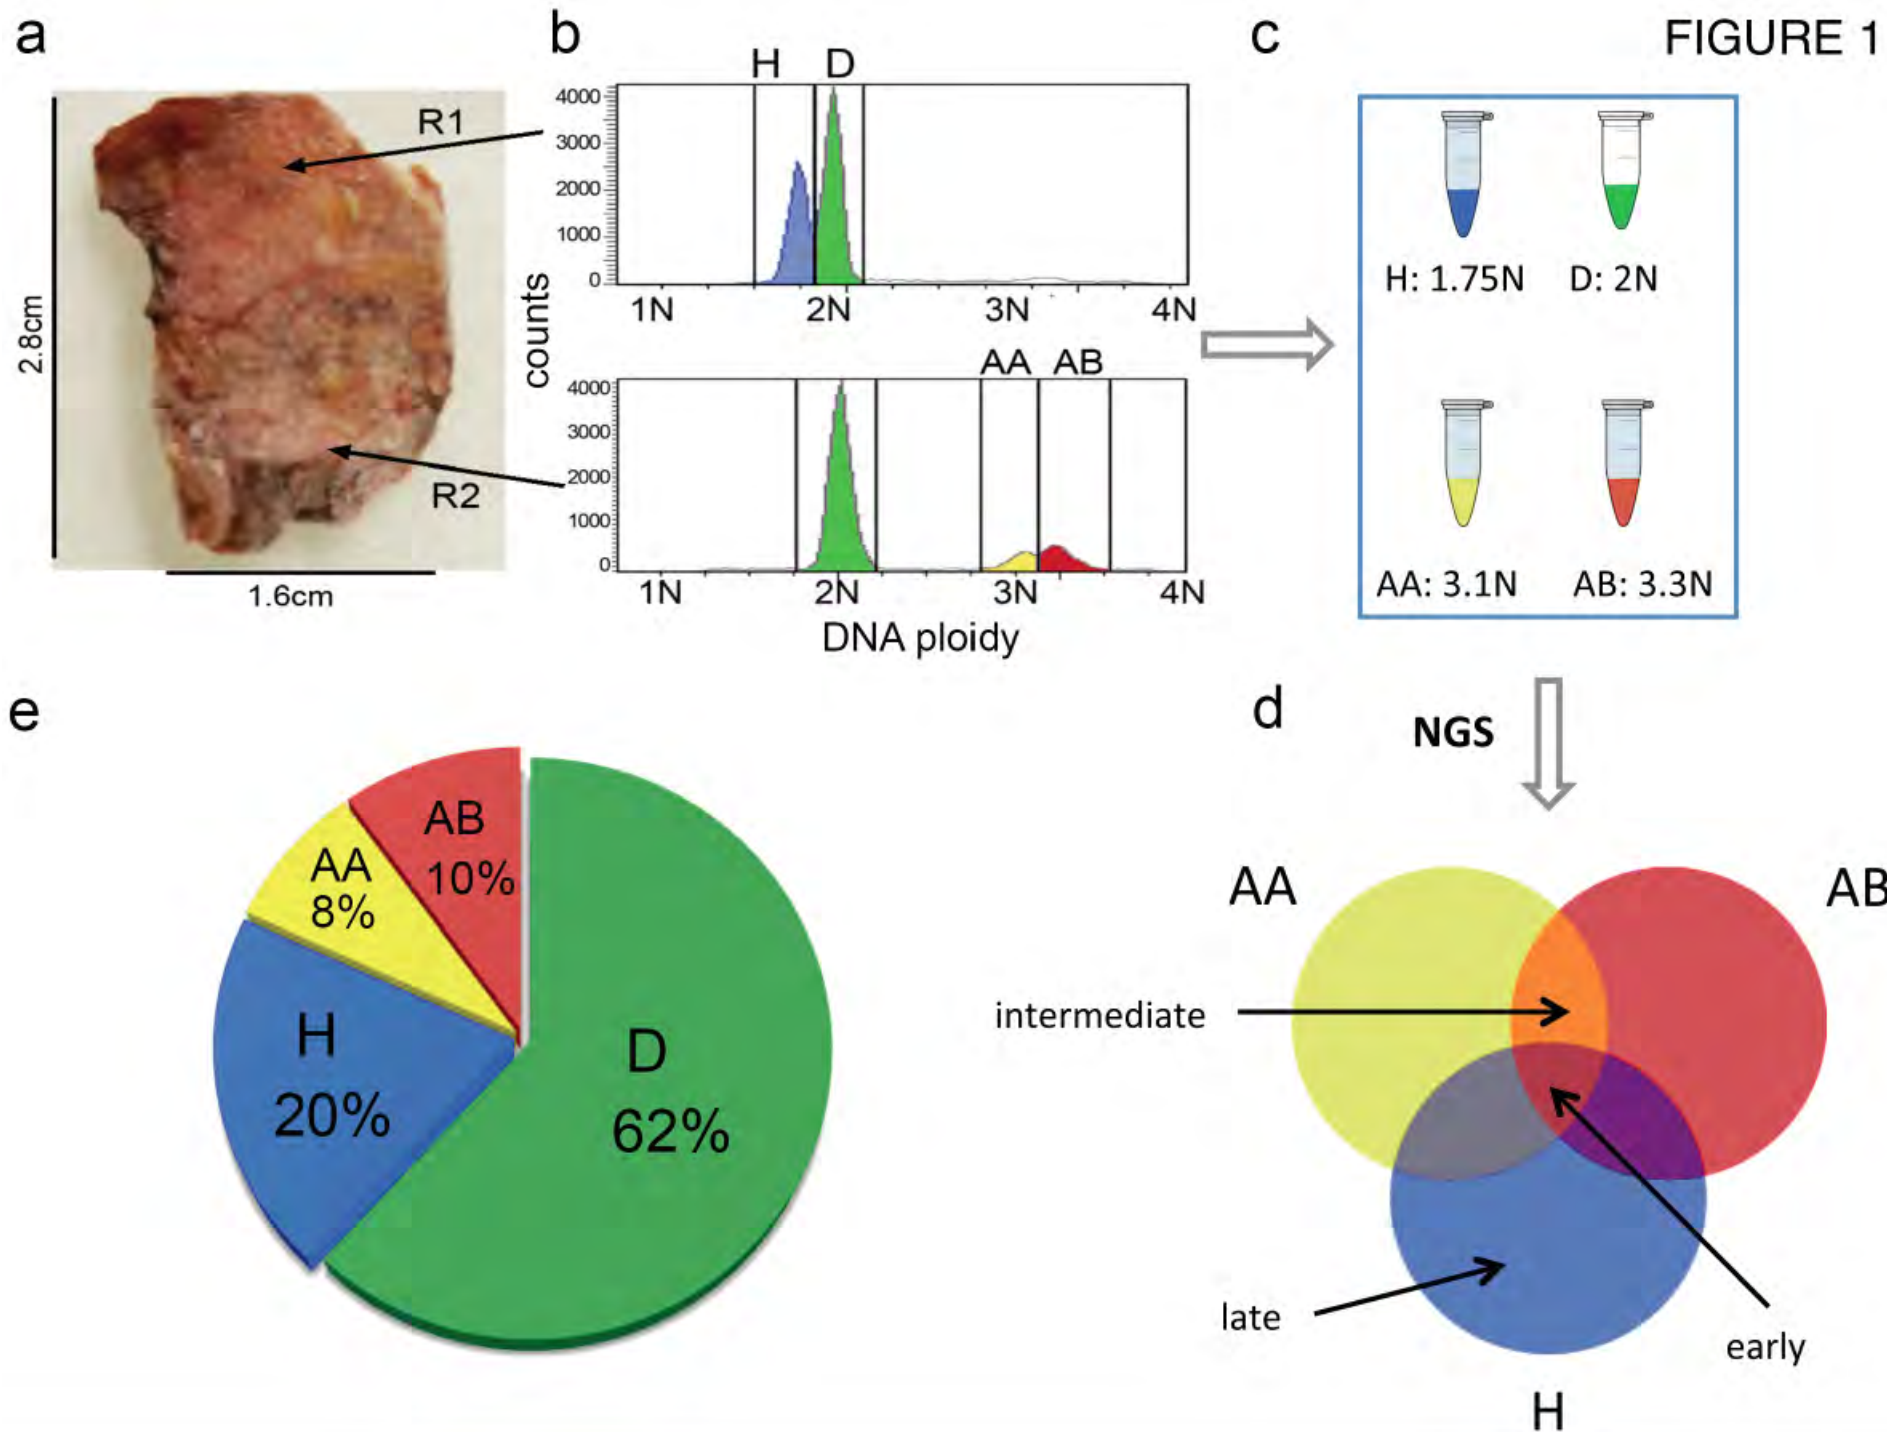 FIGURE 1
a
R1
R2
2.8cm
1.6cm
b
H D
4000
3000
2000
1000
0
1N 2N 3N 4N
counts
AA AB
4000
3000
2000
1000
0
1N 2N 3N 4N
DNA ploidy
c
H: 1.75N D: 2N
AA: 3.1N AB: 3.3N
NGS
d
AA
AB
intermediate
late
early
H
e
AB
10%
AA
8%
H
20%
D
62%